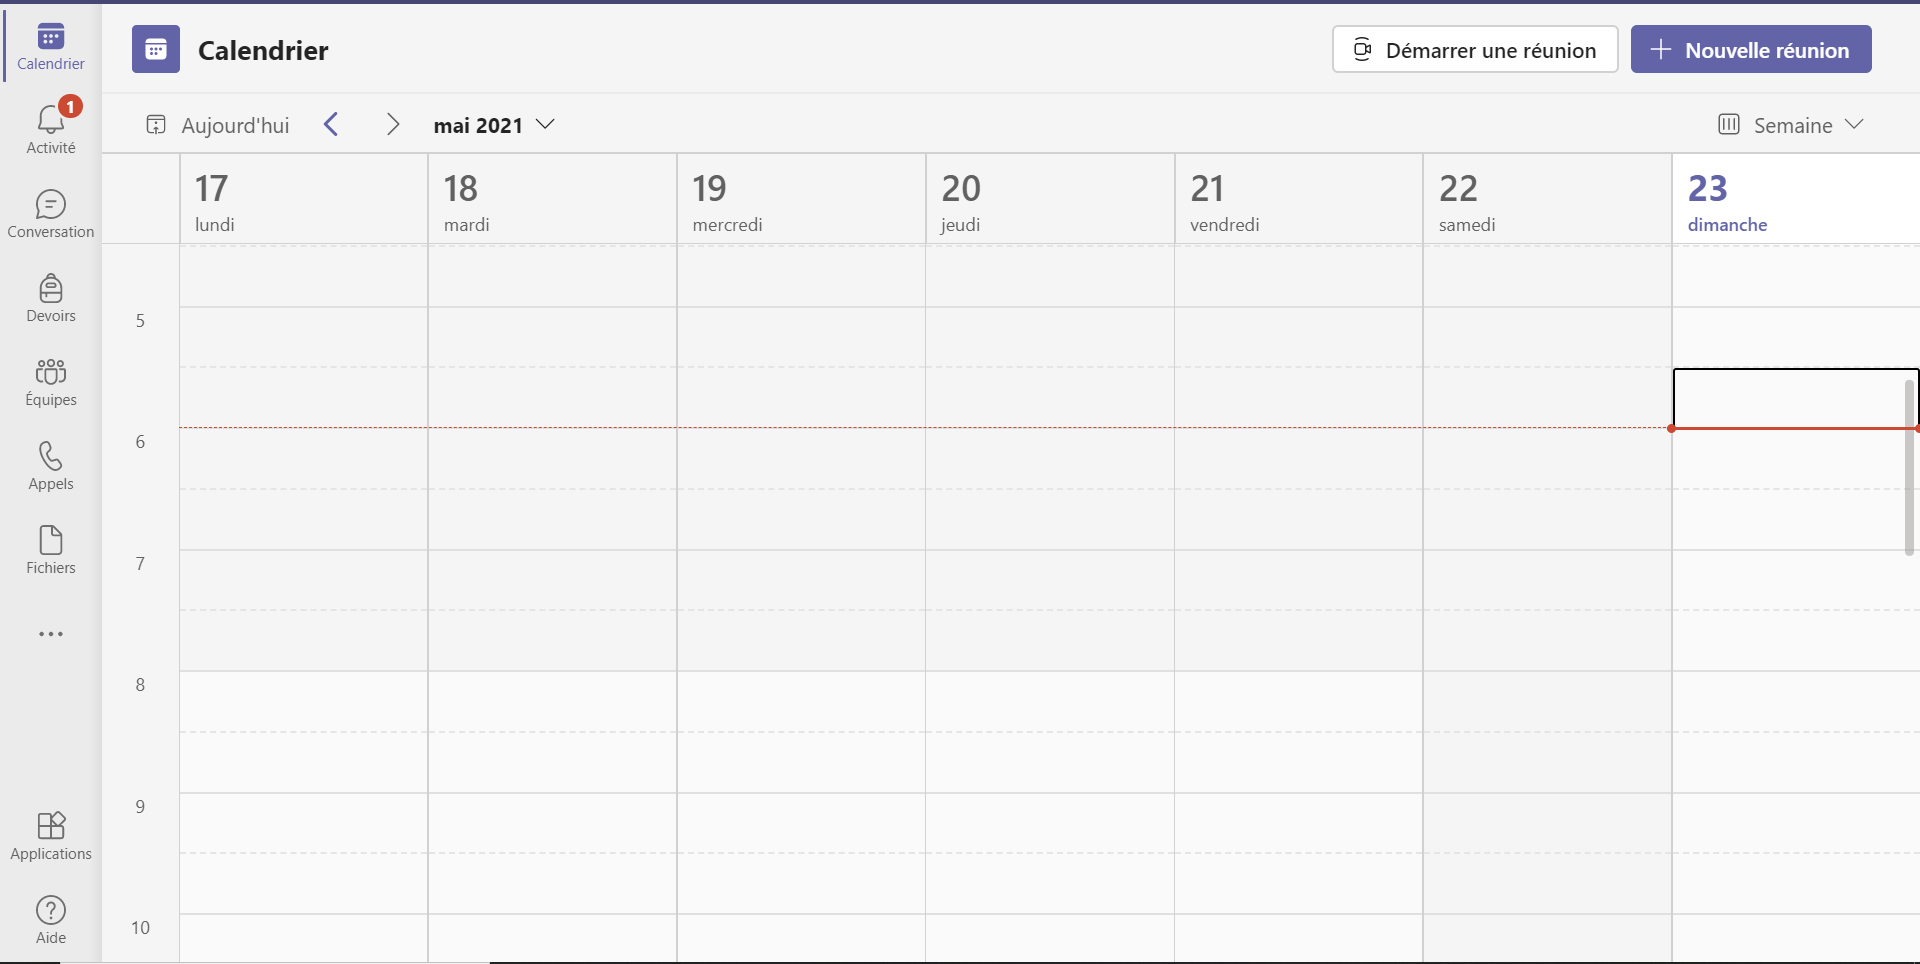 Calendrier
Activité
1
Conversation
Devoirs
Équipes
Appels
Fichiers
Applications
Aide
Calendrier
Démarrer une réunion
Nouvelle réunion
Aujourd'hui
mai 2021
Semaine
17
lundi
18
mardi
19
mercredi
20
jeudi
21
vendredi
22
samedi
23
dimanche
5
6
7
8
9
10